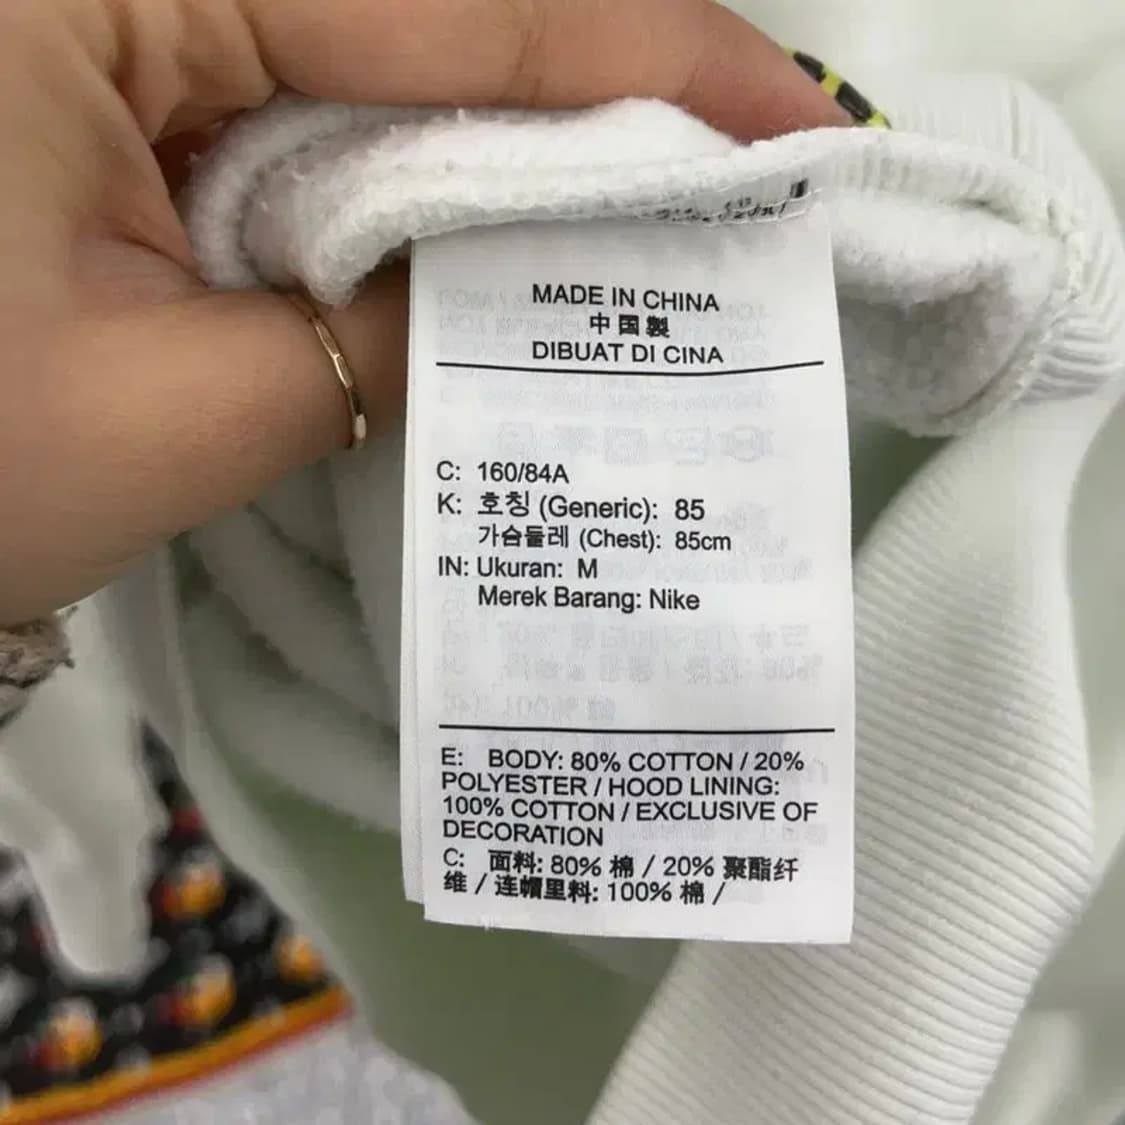 MADE IN CHINA
中国製
DIBUAT DI CINA
C: 160/84A
K: 호칭 (Generic): 85
가슴둘레 (Chest): 85cm
IN: Ukuran: M
Merek Barang: Nike
E: BODY: 80% COTTON / 20%
POLYESTER / HOOD LINING:
100% COTTON / EXCLUSIVE OF
DECORATION
C: 面料: 80% 棉 / 20% 聚酯纤
维 / 连帽里料: 100% 棉 /